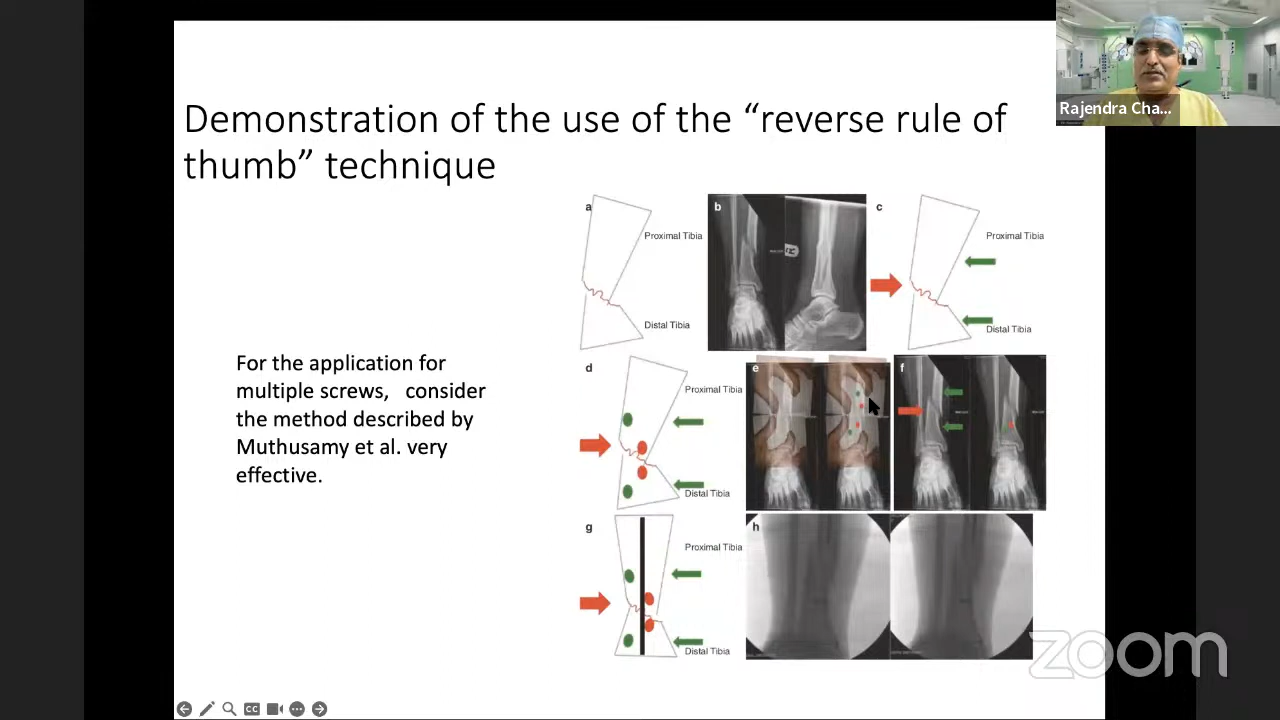 Rajendra Cha...
Demonstration of the use of the “reverse rule of
thumb” technique
a
b
c
Proximal Tibia
Proximal Tibia
Distal Tibia
Distal Tibia
For the application for
multiple screws, consider
the method described by
Muthusamy et al. very
effective.
d
e
f
Proximal Tibia
Distal Tibia
g
h
Proximal Tibia
Distal Tibia
zoom
CC